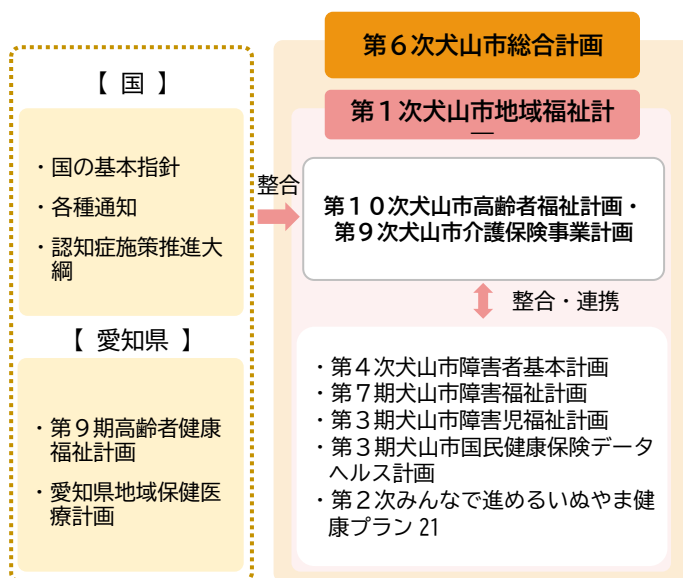 【 国 】
・国の基本指針
・各種通知
・認知症施策推進大
綱
【 愛知県 】
・第９期高齢者健康
福祉計画
・愛知県地域保健医
療計画
整合
第６次犬山市総合計画
第１次犬山市地域福祉計
第１０次犬山市高齢者福祉計画・
第９次犬山市介護保険事業計画
整合・連携
・第４次犬山市障害者基本計画
・第７期犬山市障害福祉計画
・第３期犬山市障害児福祉計画
・第３期犬山市国民健康保険データ
ヘルス計画
・第２次みんなで進めるいぬやま健
康プラン 21